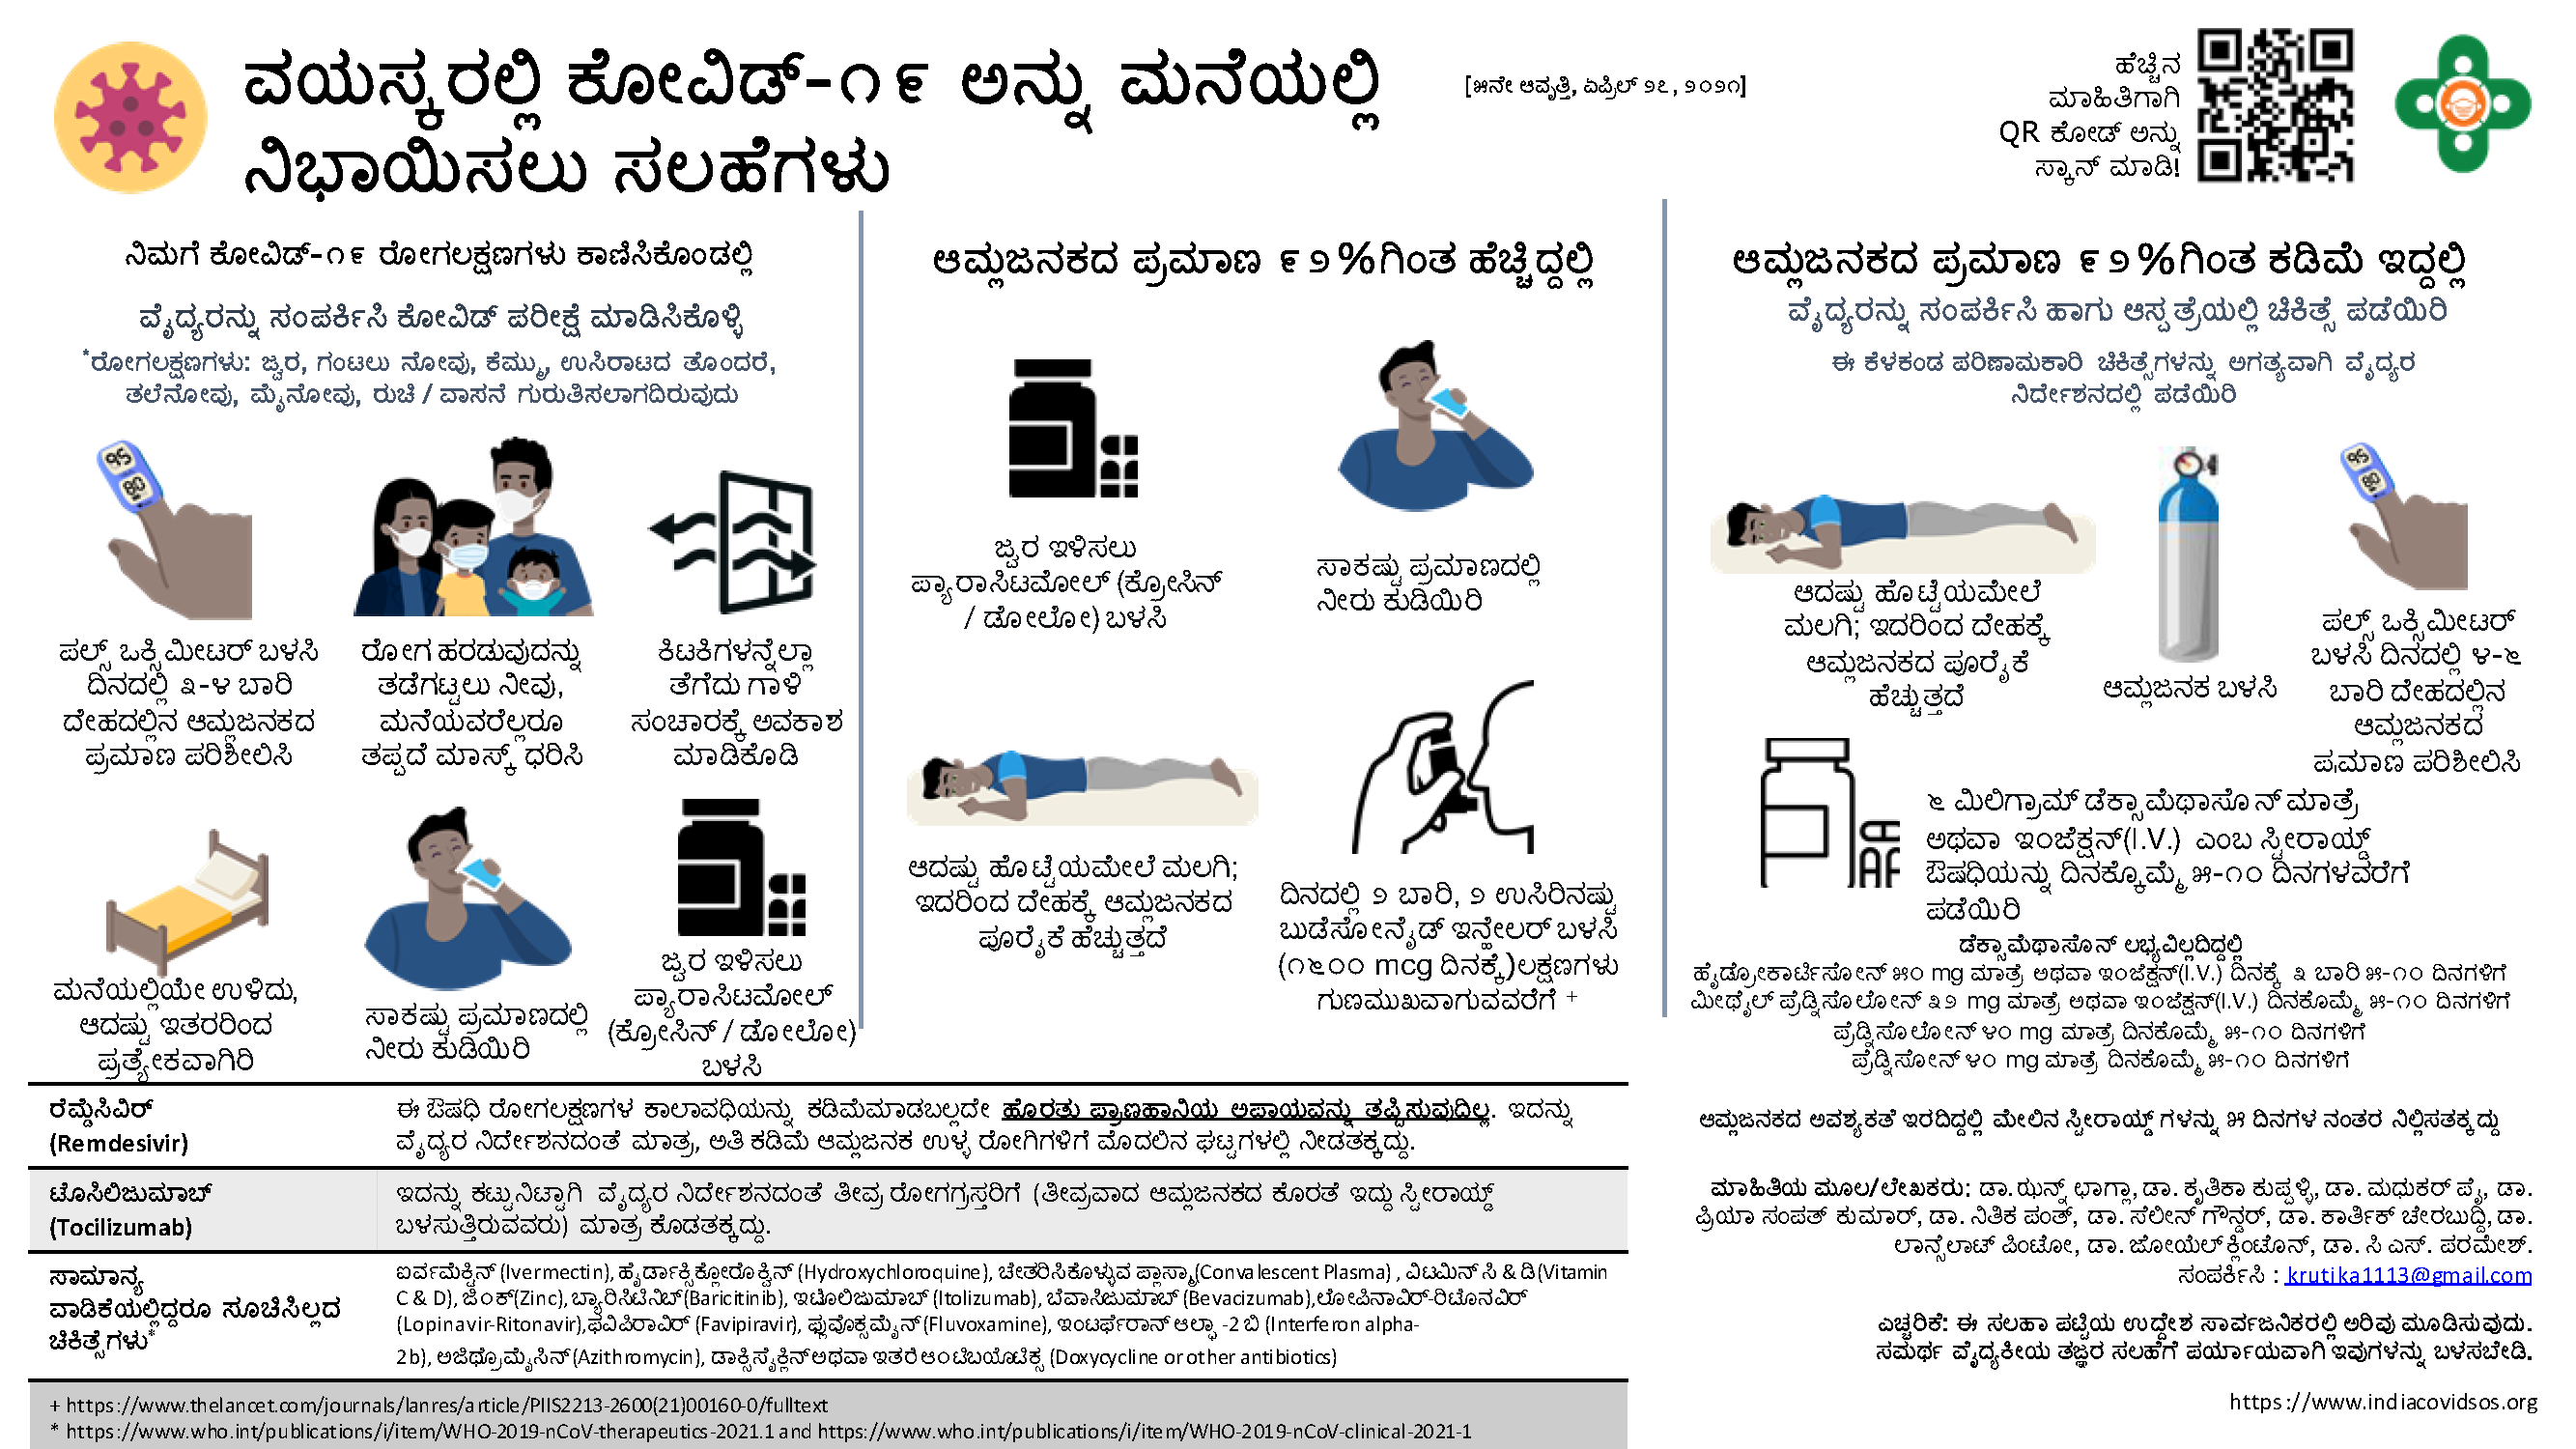 ವಯಸ್ಕರಲ್ಲಿ ಕೋವಿಡ್-೧೯ ಅನ್ನು ಮನೆಯಲ್ಲಿ
ನಿಭಾಯಿಸಲು ಸಲಹೆಗಳು
[೫ನೇ ಆವೃತ್ತಿ, ಏಪ್ರಿಲ್ ೨೭, ೨೦೨೧]
ಹೆಚ್ಚಿನ
ಮಾಹಿತಿಗಾಗಿ
QR ಕೋಡ್ ಅನ್ನು
ಸ್ಕಾನ್ ಮಾಡಿ!
ನಿಮಗೆ ಕೋವಿಡ್-೧೯ ರೋಗಲಕ್ಷಣಗಳು ಕಾಣಿಸಿಕೊಂಡಲ್ಲಿ
ವೈದ್ಯರನ್ನು ಸಂಪರ್ಕಿಸಿ ಕೋವಿಡ್ ಪರೀಕ್ಷೆ ಮಾಡಿಸಿಕೊಳ್ಳಿ
*ರೋಗಲಕ್ಷಣಗಳು: ಜ್ವರ, ಗಂಟಲು ನೋವು, ಕೆಮ್ಮು, ಉಸಿರಾಟದ ತೊಂದರೆ,
ತಲೆನೋವು, ಮೈನೋವು, ರುಚಿ / ವಾಸನೆ ಗುರುತಿಸಲಾಗದಿರುವುದು
95
80
ಪಲ್ಸ್ ಒಕ್ಸಿಮೀಟರ್ ಬಳಸಿ
ದಿನದಲ್ಲಿ ೩-೪ ಬಾರಿ
ದೇಹದಲ್ಲಿನ ಆಮ್ಲಜನಕದ
ಪ್ರಮಾಣ ಪರಿಶೀಲಿಸಿ
ರೋಗ ಹರಡುವುದನ್ನು
ತಡೆಗಟ್ಟಲು ನೀವು,
ಮನೆಯವರೆಲ್ಲರೂ
ತಪ್ಪದೆ ಮಾಸ್ಕ್ ಧರಿಸಿ
ಕಿಟಕಿಗಳನ್ನೆಲ್ಲಾ
ತೆಗೆದು ಗಾಳಿ
ಸಂಚಾರಕ್ಕೆ ಅವಕಾಶ
ಮಾಡಿಕೊಡಿ
ಮನೆಯಲ್ಲಿಯೇ ಉಳಿದು,
ಆದಷ್ಟು ಇತರರಿಂದ
ಪ್ರತ್ಯೇಕವಾಗಿರಿ
ಸಾಕಷ್ಟು ಪ್ರಮಾಣದಲ್ಲಿ
ನೀರು ಕುಡಿಯಿರಿ
ಜ್ವರ ಇಳಿಸಲು
ಪ್ಯಾರಾಸಿಟಮೋಲ್
(ಕ್ರೋಸಿನ್ / ಡೋಲೋ)
ಬಳಸಿ
ಆಮ್ಲಜನಕದ ಪ್ರಮಾಣ ೯೨%ಗಿಂತ ಹೆಚ್ಚಿದ್ದಲ್ಲಿ
ಜ್ವರ ಇಳಿಸಲು
ಪ್ಯಾರಾಸಿಟಮೋಲ್ (ಕ್ರೋಸಿನ್
/ ಡೋಲೋ) ಬಳಸಿ
ಸಾಕಷ್ಟು ಪ್ರಮಾಣದಲ್ಲಿ
ನೀರು ಕುಡಿಯಿರಿ
ಆದಷ್ಟು ಹೊಟ್ಟೆಯಮೇಲೆ ಮಲಗಿ;
ಇದರಿಂದ ದೇಹಕ್ಕೆ ಆಮ್ಲಜನಕದ
ಪೂರೈಕೆ ಹೆಚ್ಚುತ್ತದೆ
ದಿನದಲ್ಲಿ ೨ ಬಾರಿ, ೨ ಉಸಿರಿನಷ್ಟು
ಬುಡೆಸೋನೈಡ್ ಇನ್ಹೇಲರ್ ಬಳಸಿ
(೧೬೦೦ mcg ದಿನಕ್ಕೆ)ಲಕ್ಷಣಗಳು
ಗುಣಮುಖವಾಗುವವರೆಗೆ +
ಆಮ್ಲಜನಕದ ಪ್ರಮಾಣ ೯೨%ಗಿಂತ ಕಡಿಮೆ ಇದ್ದಲ್ಲಿ
ವೈದ್ಯರನ್ನು ಸಂಪರ್ಕಿಸಿ ಹಾಗು ಆಸ್ಪತ್ರೆಯಲ್ಲಿ ಚಿಕಿತ್ಸೆ ಪಡೆಯಿರಿ
ಈ ಕೆಳಕಂಡ ಪರಿಣಾಮಕಾರಿ ಚಿಕಿತ್ಸೆಗಳನ್ನು ಅಗತ್ಯವಾಗಿ ವೈದ್ಯರ
ನಿರ್ದೇಶನದಲ್ಲಿ ಪಡೆಯಿರಿ
95
80
ಆದಷ್ಟು ಹೊಟ್ಟೆಯಮೇಲೆ
ಮಲಗಿ; ಇದರಿಂದ ದೇಹಕ್ಕೆ
ಆಮ್ಲಜನಕದ ಪೂರೈಕೆ
ಹೆಚ್ಚುತ್ತದೆ
ಆಮ್ಲಜನಕ ಬಳಸಿ
ಪಲ್ಸ್ ಒಕ್ಸಿಮೀಟರ್
ಬಳಸಿ ದಿನದಲ್ಲಿ ೪-೬
ಬಾರಿ ದೇಹದಲ್ಲಿನ
ಆಮ್ಲಜನಕದ
ಪ್ರಮಾಣ ಪರಿಶೀಲಿಸಿ
೬ ಮಿಲಿಗ್ರಾಮ್ ಡೆಕ್ಸಾಮೆಥಾಸೊನ್ ಮಾತ್ರೆ
ಅಥವಾ ಇಂಜೆಕ್ಷನ್(I.V.) ಎಂಬ ಸ್ಟೀರಾಯ್ಡ್
ಔಷಧಿಯನ್ನು ದಿನಕ್ಕೊಮ್ಮೆ ೫-೧೦ ದಿನಗಳವರೆಗೆ
ಪಡೆಯಿರಿ
ಡೆಕ್ಸಾಮೆಥಾಸೊನ್ ಲಭ್ಯವಿಲ್ಲದಿದ್ದಲ್ಲಿ
ಹೈಡ್ರೋಕಾರ್ಟಿಸೋನ್ ೫೦ mg ಮಾತ್ರೆ ಅಥವಾ ಇಂಜೆಕ್ಷನ್(I.V.) ದಿನಕ್ಕೆ ೩ ಬಾರಿ ೫-೧೦ ದಿನಗಳಿಗೆ
ಮೀಥೈಲ್ ಪ್ರೆಡ್ನಿಸೊಲೋನ್ ೩೨ mg ಮಾತ್ರೆ ಅಥವಾ ಇಂಜೆಕ್ಷನ್(I.V.) ದಿನಕೊಮ್ಮೆ ೫-೧೦ ದಿನಗಳಿಗೆ
ಪ್ರೆಡ್ನಿಸೊಲೋನ್ ೪೦ mg ಮಾತ್ರೆ ದಿನಕೊಮ್ಮೆ ೫-೧೦ ದಿನಗಳಿಗೆ
ಪ್ರೆಡ್ನಿಸೋನ್ ೪೦ mg ಮಾತ್ರೆ ದಿನಕೊಮ್ಮೆ ೫-೧೦ ದಿನಗಳಿಗೆ
ಆಮ್ಲಜನಕದ ಅವಶ್ಯಕತೆ ಇರದಿದ್ದಲ್ಲಿ ಮೇಲಿನ ಸ್ಟೀರಾಯ್ಡ್ ಗಳನ್ನು ೫ ದಿನಗಳ ನಂತರ ನಿಲ್ಲಿಸತಕ್ಕದ್ದು
ರೆಮ್ಡೆಸಿವಿರ್
(Remdesivir)
ಈ ಔಷಧಿ ರೋಗಲಕ್ಷಣಗಳ ಕಾಲಾವಧಿಯನ್ನು ಕಡಿಮೆಮಾಡಬಲ್ಲದೇ ಹೊರತು ಪ್ರಾಣಹಾನಿಯ ಅಪಾಯವನ್ನು ತಪ್ಪಿಸುವುದಿಲ್ಲ. ಇದನ್ನು
ವೈದ್ಯರ ನಿರ್ದೇಶನದಂತೆ ಮಾತ್ರ, ಅತಿ ಕಡಿಮೆ ಆಮ್ಲಜನಕ ಉಳ್ಳ ರೋಗಿಗಳಿಗೆ ಮೊದಲಿನ ಘಟ್ಟಗಳಲ್ಲಿ ನೀಡತಕ್ಕದ್ದು.
ಟೊಸಿಲಿಜುಮಾಬ್
(Tocilizumab)
ಇದನ್ನು ಕಟ್ಟುನಿಟ್ಟಾಗಿ ವೈದ್ಯರ ನಿರ್ದೇಶನದಂತೆ ತೀವ್ರ ರೋಗಗ್ರಸ್ತರಿಗೆ (ತೀವ್ರವಾದ ಆಮ್ಲಜನಕದ ಕೊರತೆ ಇದ್ದು ಸ್ಟೀರಾಯ್ಡ್
ಬಳಸುತ್ತಿರುವವರು) ಮಾತ್ರ ಕೊಡತಕ್ಕದ್ದು.
ಸಾಮಾನ್ಯ
ವಾಡಿಕೆಯಲ್ಲಿದ್ದರೂ ಸೂಚಿಸಿಲ್ಲದ
ಚಿಕಿತ್ಸೆಗಳು*
ಐವರ್ಮೆಕ್ಟಿನ್ (Ivermectin), ಹೈಡ್ರಾಕ್ಸಿಕ್ಲೋರೊಕ್ವಿನ್ (Hydroxychloroquine), ಚೇತರಿಸಿಕೊಳ್ಳುವ ಪ್ಲಾಸ್ಮಾ(Convalescent Plasma) , ವಿಟಮಿನ್ ಸಿ & ಡಿ(Vitamin
C & D), ಜಿಂಕ್(Zinc), ಬ್ಯಾರಿಸಿಟಿನಿಬ್(Baricitinib), ಇಟೊಲಿಜುಮಾಬ್ (Itolizumab), ಬೆವಾಸಿಜುಮಾಬ್ (Bevacizumab),ಲೋಪಿನಾವಿರ್-ರಿಟೊನವಿರ್
(Lopinavir-Ritonavir),ಫವಿಪಿರಾವಿರ್ (Favipiravir), ಫ್ಲುವೊಕ್ಸಮೈನ್(Fluvoxamine), ಇಂಟರ್ಫೆರಾನ್ ಆಲ್ಫಾ -2 ಬಿ (Interferon alpha-
2b), ಅಜಿಥ್ರೊಮೈಸಿನ್(Azithromycin), ಡಾಕ್ಸಿಸೈಕ್ಲಿನ್ ಅಥವಾ ಇತರೆ ಆಂಟಿಬಯೊಟಿಕ್ಸ (Doxycycline or other antibiotics)
+ https://www.thelancet.com/journals/lanres/article/PIIS2213-2600(21)00160-0/fulltext
* https://www.who.int/publications/i/item/WHO-2019-nCoV-therapeutics-2021.1 and https://www.who.int/publications/i/item/WHO-2019-nCoV-clinical-2021-1
ಮಾಹಿತಿಯ ಮೂಲ/ಲೇಖಕರು: ಡಾ.ಝೆನ್ ಛಾಗ್ಲಾ, ಡಾ. ಕೃತಿಕಾ ಕುಪ್ಪಳ್ಳಿ, ಡಾ. ಮಧುಕರ್ ಪೈ, ಡಾ.
ಪ್ರಿಯಾ ಸಂಪತ್ ಕುಮಾರ್, ಡಾ. ನಿತಿಕ ಪಂತ್, ಡಾ. ಸೆಲೀನ್ ಗೌನ್ಡರ್, ಡಾ. ಕಾರ್ತಿಕ್ ಚೇರಬುದ್ದಿ, ಡಾ.
ಲಾನ್ಸೆಲಾಟ್ ಪಿಂಟೋ, ಡಾ. ಜೋಯೆಲ್ ಕ್ಲಿಂಟೊನ್, ಡಾ. ಸಿ ಎಸ್. ಪರಮೇಶ್.
ಸಂಪರ್ಕಿಸಿ : krutika1113@gmail.com
ಎಚ್ಚರಿಕೆ: ಈ ಸಲಹಾ ಪಟ್ಟಿಯ ಉದ್ದೇಶ ಸಾರ್ವಜನಿಕರಲ್ಲಿ ಅರಿವು ಮೂಡಿಸುವುದು.
ಸಮರ್ಥ ವೈದ್ಯಕೀಯ ತಜ್ಞರ ಸಲಹೆಗೆ ಪರ್ಯಾಯವಾಗಿ ಇವುಗಳನ್ನು ಬಳಸಬೇಡಿ.
https://www.indiacovidsos.org